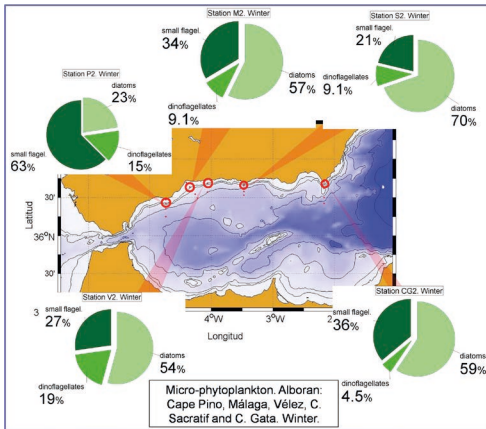 Station M2. Winter
small flagel.
34%
diatoms
57%
dinoflagellates
9.1%
Station S2. Winter
small flagel.
21%
dinoflagellates
9.1%
diatoms
70%
Station P2. Winter
diatoms
23%
small flagel.
63%
dinoflagellates
15%
Latitud
30'
36°N
30'
3
4°W
3°W
2
Longitud
Station V2. Winter
small flagel.
27%
diatoms
54%
dinoflagellates
19%
Station CG2. Winter
small flagel.
36%
diatoms
59%
dinoflagellates
4.5%
Micro-phytoplankton. Alboran:
Cape Pino, Málaga, Vélez, C.
Sacratif and C. Gata. Winter.